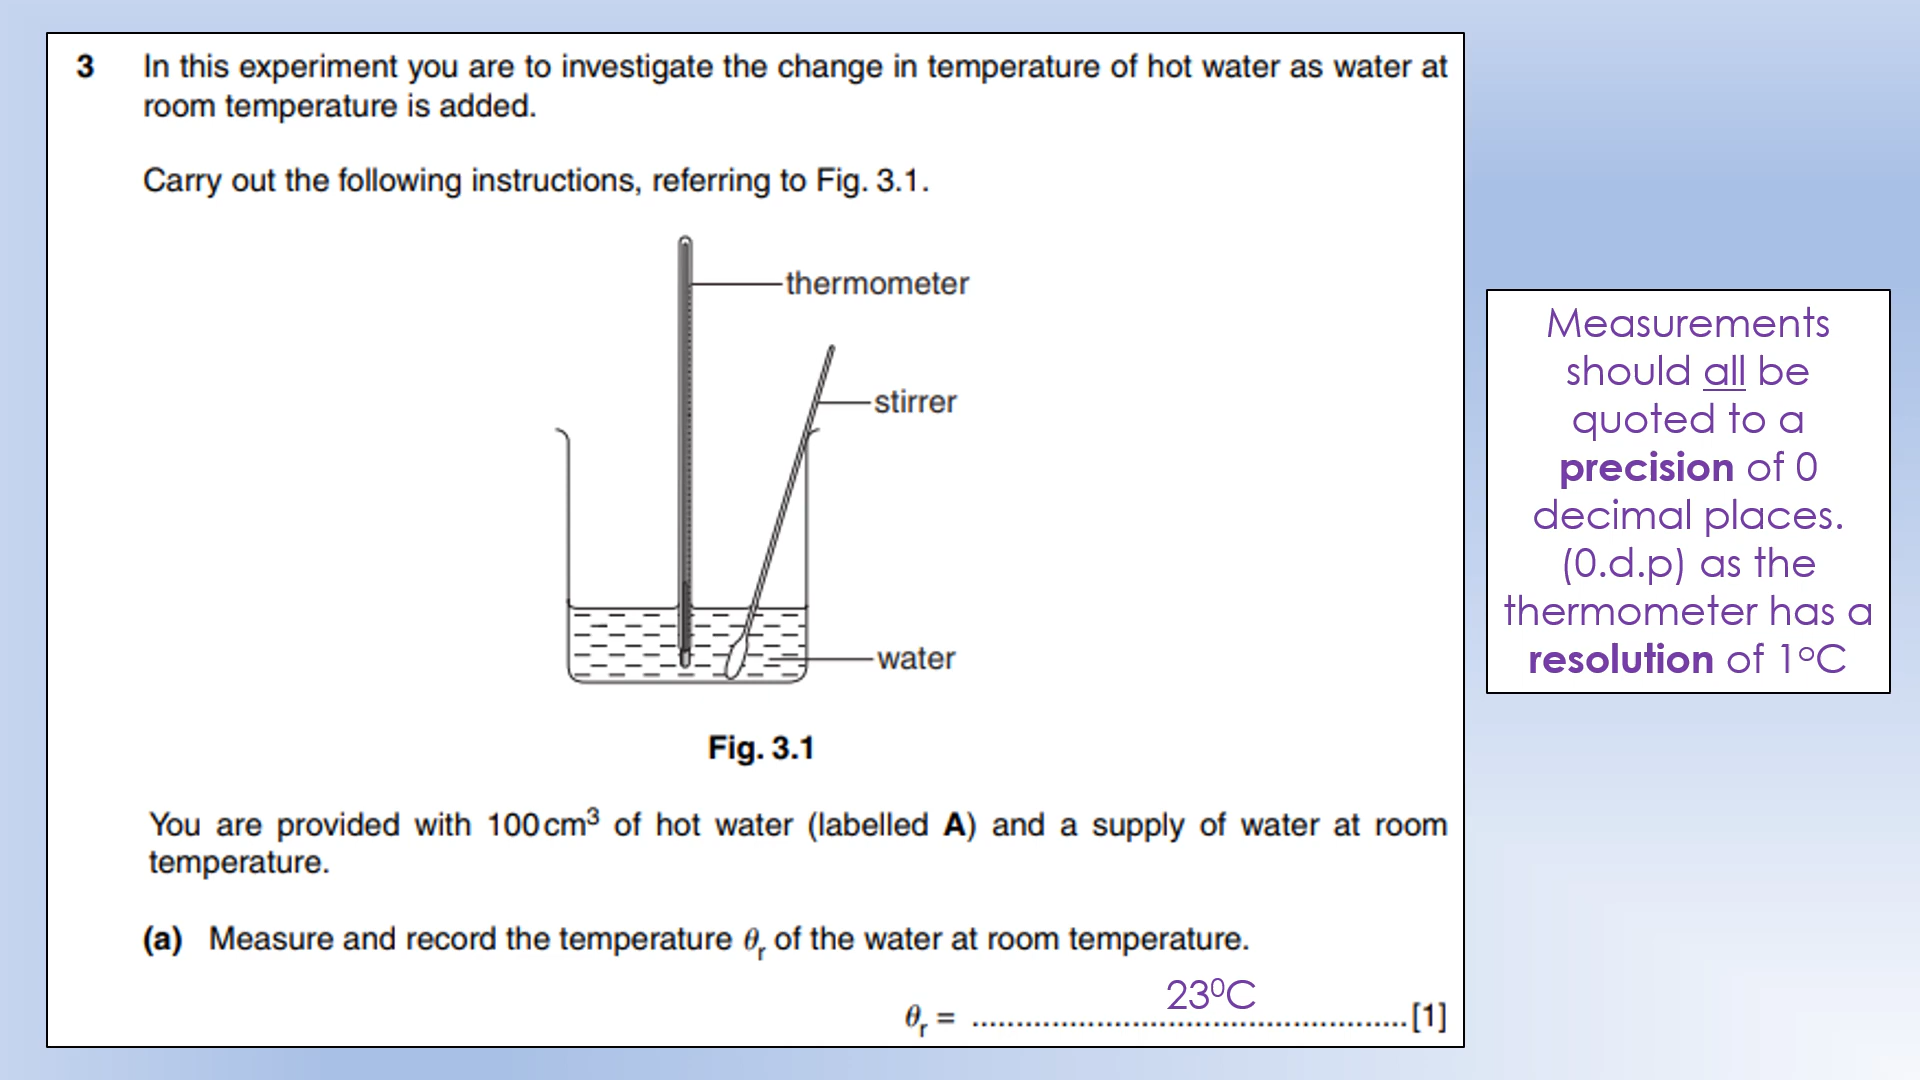 3 In this experiment you are to investigate the change in temperature of hot water as water at
room temperature is added.
Carry out the following instructions, referring to Fig. 3.1.
thermometer
stirrer
water
Fig. 3.1
You are provided with 100 cm³ of hot water (labelled A) and a supply of water at room
temperature.
(a) Measure and record the temperature θr of the water at room temperature.
23⁰C
θr = ................................................[1]
Measurements
should all be
quoted to a
precision of 0
decimal places.
(0.d.p) as the
thermometer has a
resolution of 1ºC